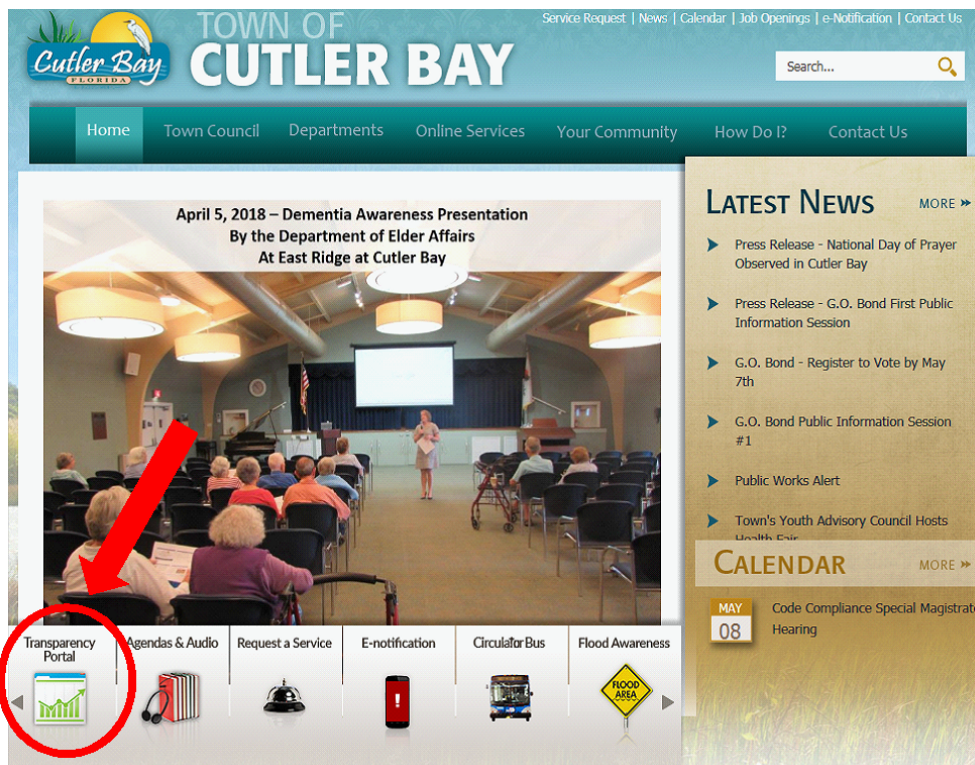 Service Request | News | Calendar | Job Openings | e-Notification | Contact Us
Cutler Bay
FLORIDA
TOWN OF
CUTLER BAY
Search...
Home Town Council Departments Online Services Your Community How Do I? Contact Us
April 5, 2018 – Dementia Awareness Presentation
By the Department of Elder Affairs
At East Ridge at Cutler Bay
LATEST NEWS MORE
Press Release - National Day of Prayer
Observed in Cutler Bay
Press Release - G.O. Bond First Public
Information Session
G.O. Bond - Register to Vote by May
7th
G.O. Bond Public Information Session
#1
Public Works Alert
Town's Youth Advisory Council Hosts
Health Fair
CALENDAR MORE
MAY
08
Code Compliance Special Magistrate
Hearing
Transparency
Portal
Agendas & Audio
Request a Service
E-notification
Circulator Bus
Flood Awareness
FLOOD
AREA